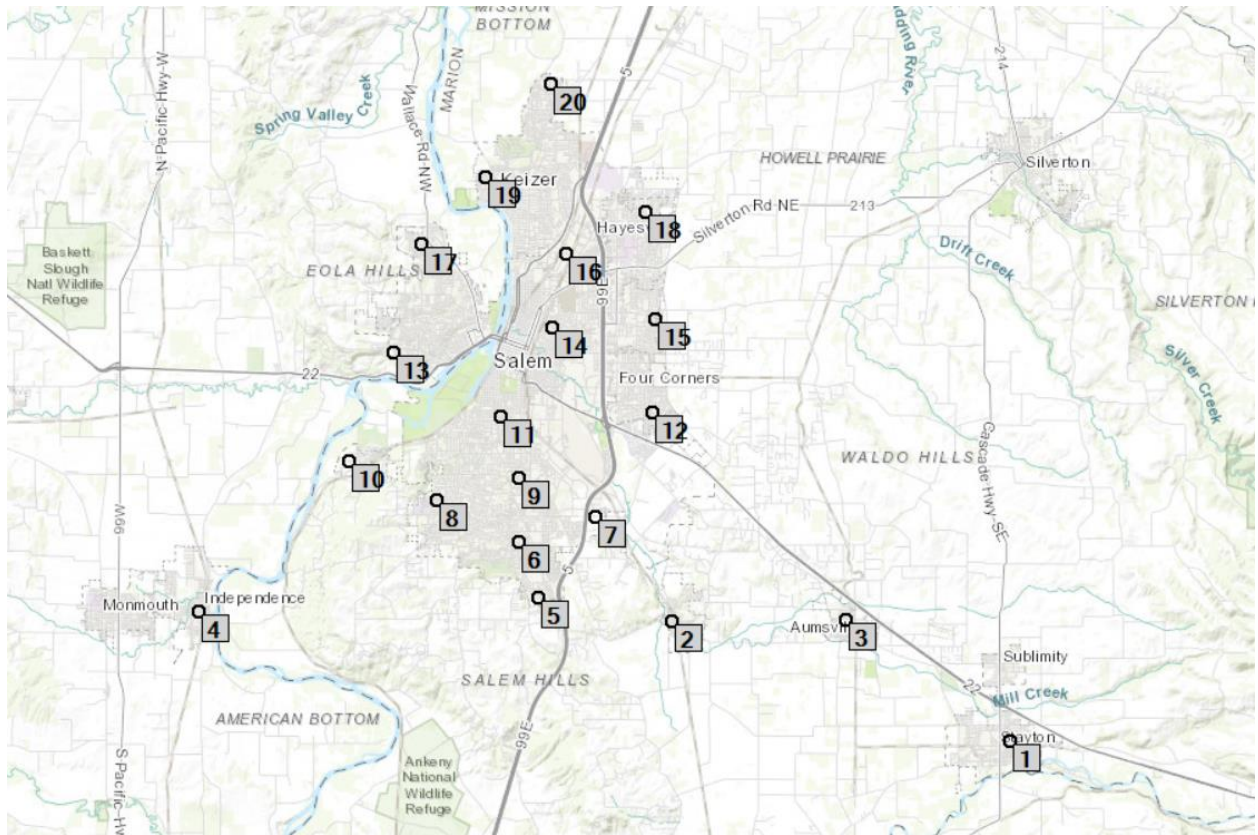 MISSION
BOTTOM
5
214
N Pacific Hwy-W
Wallace Rd-NW
MARION
Spring Valley
Creek
20
HOWELL PRAIRIE
Silverton
Keizer
19
Silverton
Rd-NE
213
Hayes
18
Drift Creek
Baskett
Slough
Natl Wildlife
Refuge
EOLA HILLS
17
16
99E
SILVERTON
15
14
Salem
Silver Creek
22
13
Four Corners
11
12
Cascade Hwy-SE
WALDO HILLS
10
9
8
99W
7
6
5
Monmouth
Independence
4
5
2
Aumsvil
3
Sublimity
SALEM HILLS
22
Mill Creek
AMERICAN BOTTOM
99E
Stayton
1
S-Pacific-Hw
Ankeny
National
Wildlife
Refuge